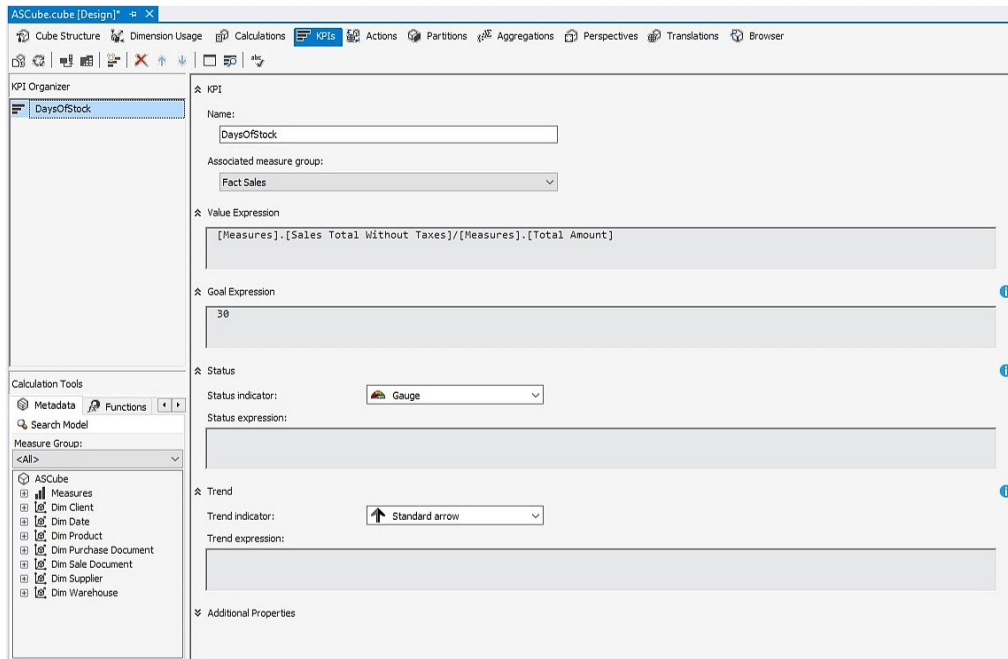 ASCube.cube [Design]*
Cube Structure Dimension Usage Calculations KPIs Actions Partitions Aggregations Perspectives Translations Browser
KPI Organizer
DaysOfStock
KPI
Name:
DaysOfStock
Associated measure group:
Fact Sales
Value Expression
[Measures].[Sales Total Without Taxes]/[Measures].[Total Amount]
Goal Expression
30
Status
Status indicator: Gauge
Status expression:
Trend
Trend indicator: Standard arrow
Trend expression:
Additional Properties
Calculation Tools
Metadata Functions
Search Model
Measure Group:
<All>
ASCube
Measures
Dim Client
Dim Date
Dim Product
Dim Purchase Document
Dim Sale Document
Dim Supplier
Dim Warehouse